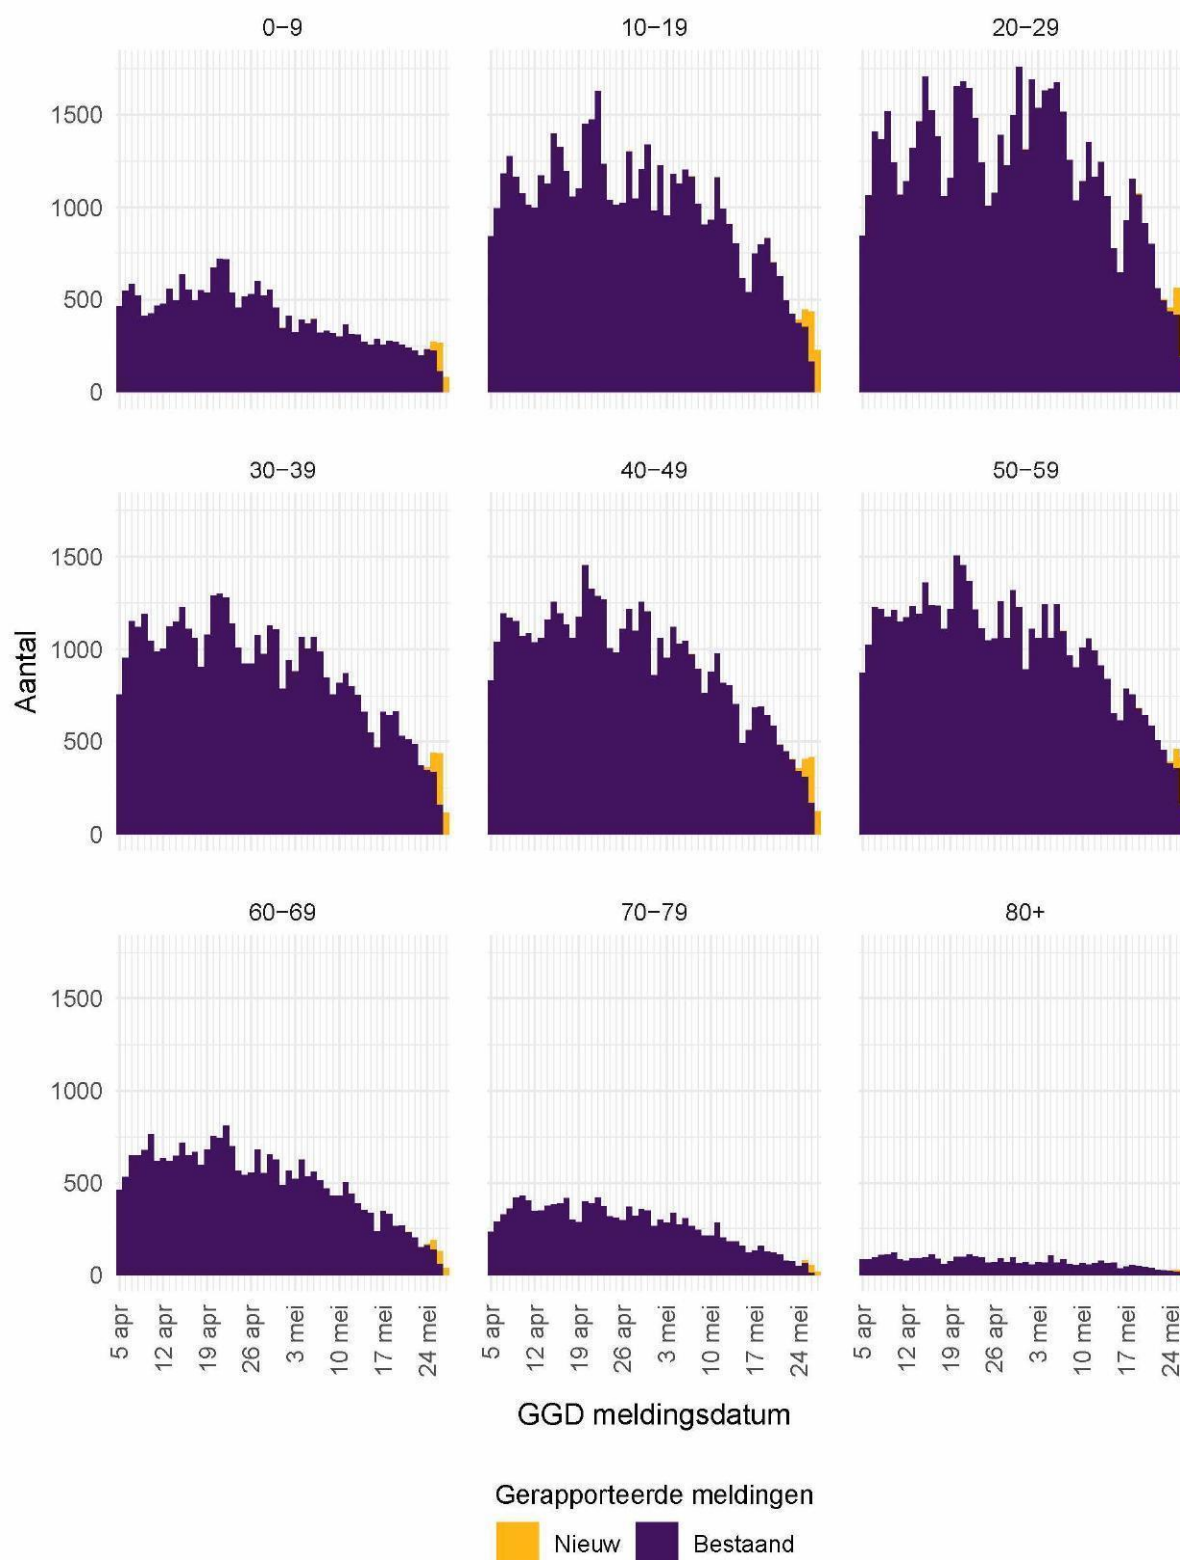 0−9 10−19 20−29
1500
1000
500
0
30−39 40−49 50−59
1500
1000
500
0
Aantal
60−69 70−79 80+
1500
1000
500
0
5 apr 12 apr 19 apr 26 apr 3 mei 10 mei 17 mei 24 mei 5 apr 12 apr 19 apr 26 apr 3 mei 10 mei 17 mei 24 mei 5 apr 12 apr 19 apr 26 apr 3 mei 10 mei 17 mei 24 mei
GGD meldingsdatum
Gerapporteerde meldingen
Nieuw Bestaand